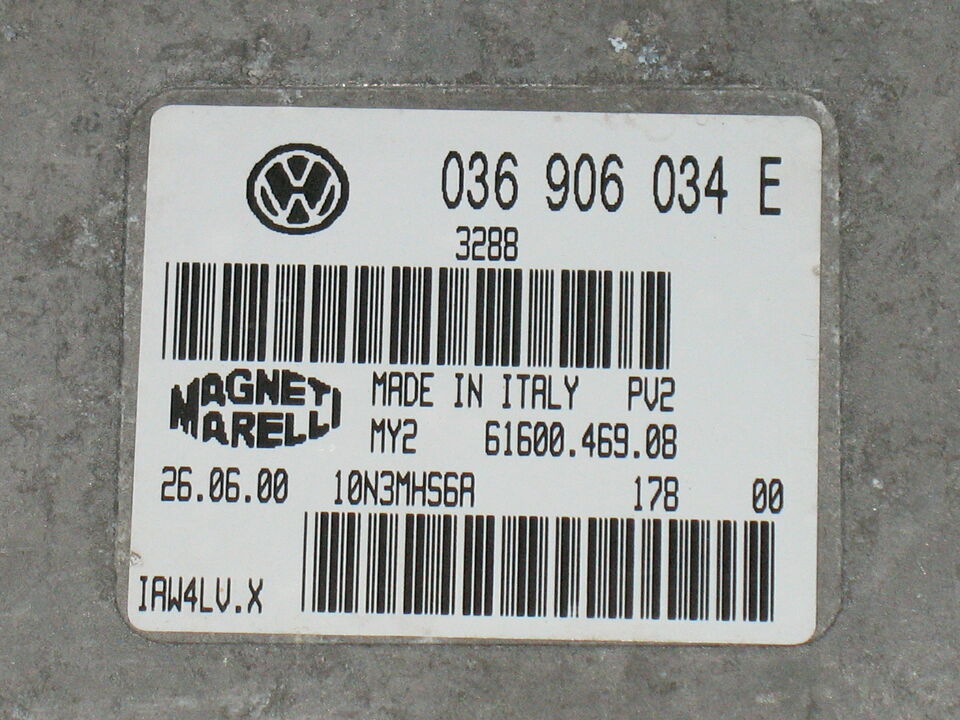 036 906 034 E
3288
MAGNETI MARELLI
MADE IN ITALY PV2
MY2 61600.469.08
26.06.00 10N3MHS6A 178 00
IAW4LV.X